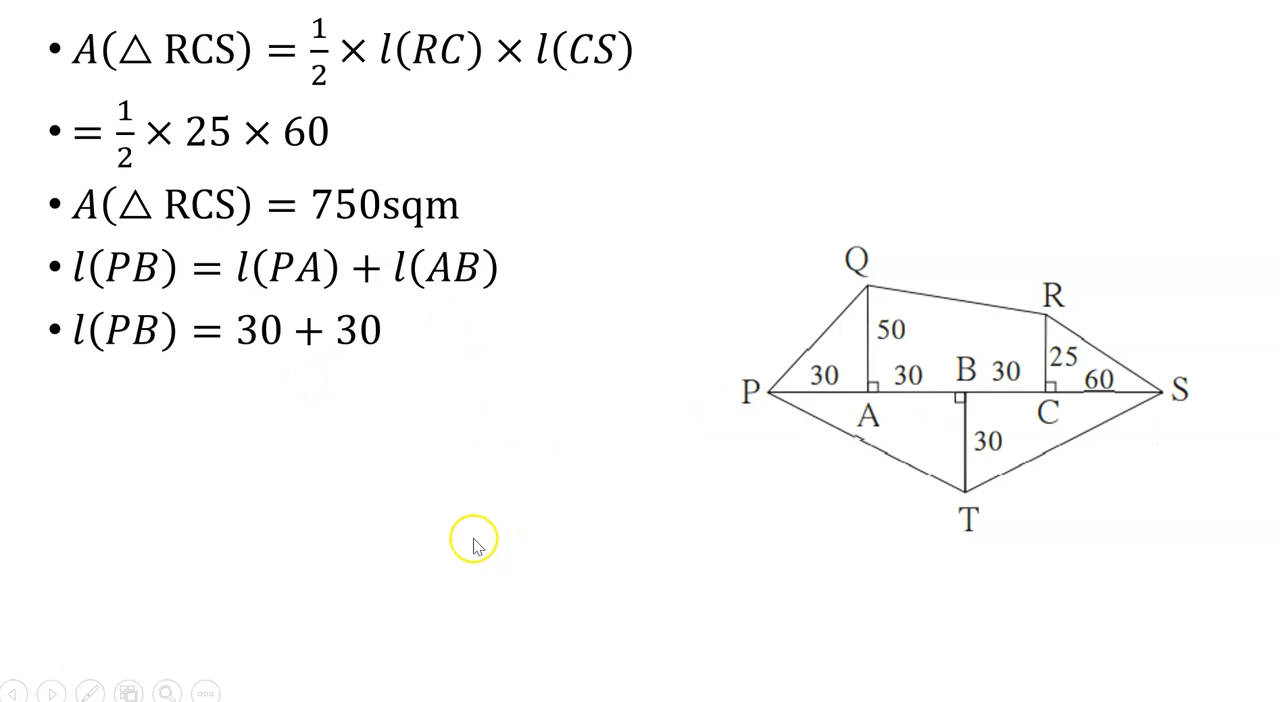 • A(△ RCS) = 1/2 × l(RC) × l(CS)
• = 1/2 × 25 × 60
• A(△ RCS) = 750sqm
• l(PB) = l(PA) + l(AB)
• l(PB) = 30 + 30
Q
R
50
25
P 30 30 B 30 60 S
A C
30
T